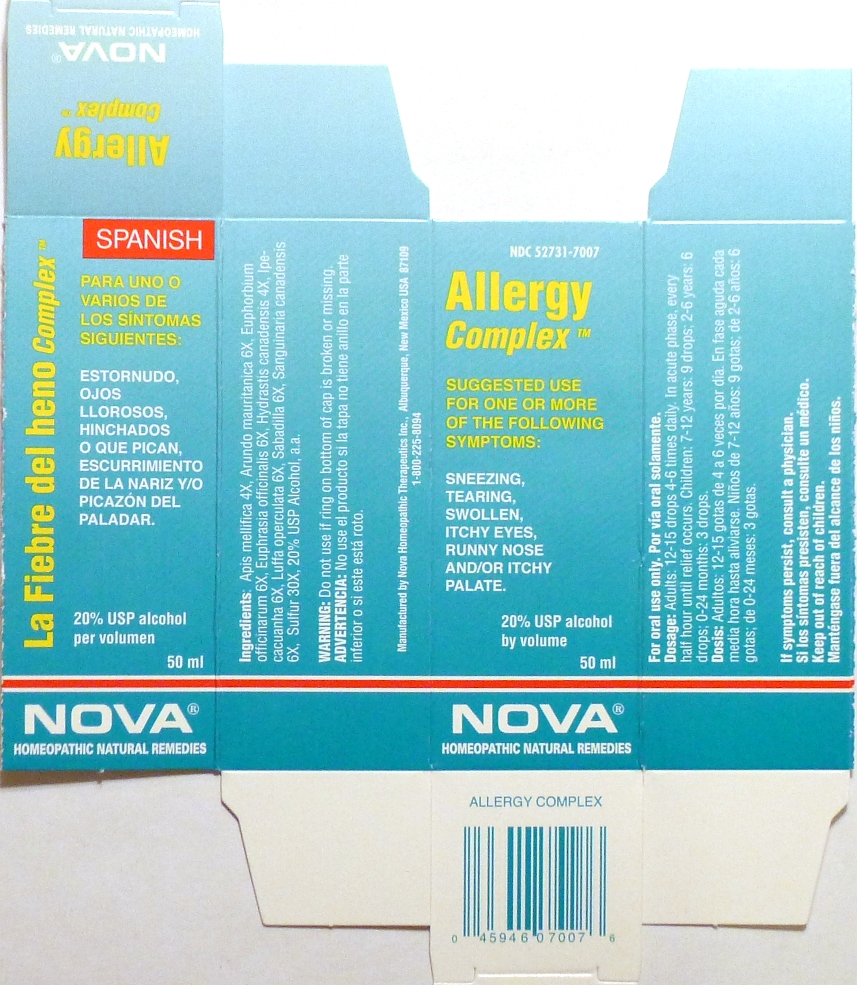 HOMEOPATHIC NATURAL REMEDIES
NOVA®
Allergy
Complex™
La Fiebre del heno Complex™
SPANISH
PARA UNO O
VARIOS DE
LOS SÍNTOMAS
SIGUIENTES:
ESTORNUDO,
OJOS
LLOROSOS,
HINCHADOS
O QUE PICAN,
ESCURRIMIENTO
DE LA NARIZ Y/O
PICAZÓN DEL
PALADAR.
20% USP alcohol
per volumen
50 ml
NOVA®
HOMEOPATHIC NATURAL REMEDIES
Ingredients: Apis mellifica 4X, Arundo mauritanica 6X, Euphorbium
officinarum 6X, Euphrasia officinalis 6X, Hydrastis canadensis 4X, Ipe-
cacuanha 6X, Luffa operculata 6X, Sabadilla 6X, Sanguinaria canadensis
6X, Sulfur 30X, 20% USP Alcohol, a.a.
WARNING: Do not use if ring on bottom of cap is broken or missing.
ADVERTENCIA: No use el producto si la tapa no tiene anillo en la parte
inferior o si este está roto.
Manufactured by Nova Homeopathic Therapeutics Inc., Albuquerque, New Mexico USA 87109
1-800-225-8094
NDC 52731-7007
Allergy
Complex™
SUGGESTED USE
FOR ONE OR MORE
OF THE FOLLOWING
SYMPTOMS:
SNEEZING,
TEARING,
SWOLLEN,
ITCHY EYES,
RUNNY NOSE
AND/OR ITCHY
PALATE.
20% USP alcohol
by volume
50 ml
NOVA®
HOMEOPATHIC NATURAL REMEDIES
For oral use only. Por via oral solamente.
Dosage: Adults: 12-15 drops 4-6 times daily. In acute phase, every
half hour until relief occurs. Children: 7-12 years: 9 drops; 2-6 years: 6
drops; 0-24 months: 3 drops.
Dosis: Adultos: 12-15 gotas de 4 a 6 veces por día. En fase aguda cada
media hora hasta aliviarse. Niños de 7-12 años: 9 gotas; de 2-6 años: 6
gotas; de 0-24 meses: 3 gotas.
If symptoms persist, consult a physician.
Si los síntomas presisten, consulte un médico.
Keep out of reach of children.
Manténgase fuera del alcance de los niños.
ALLERGY COMPLEX
0 45946 07007 6